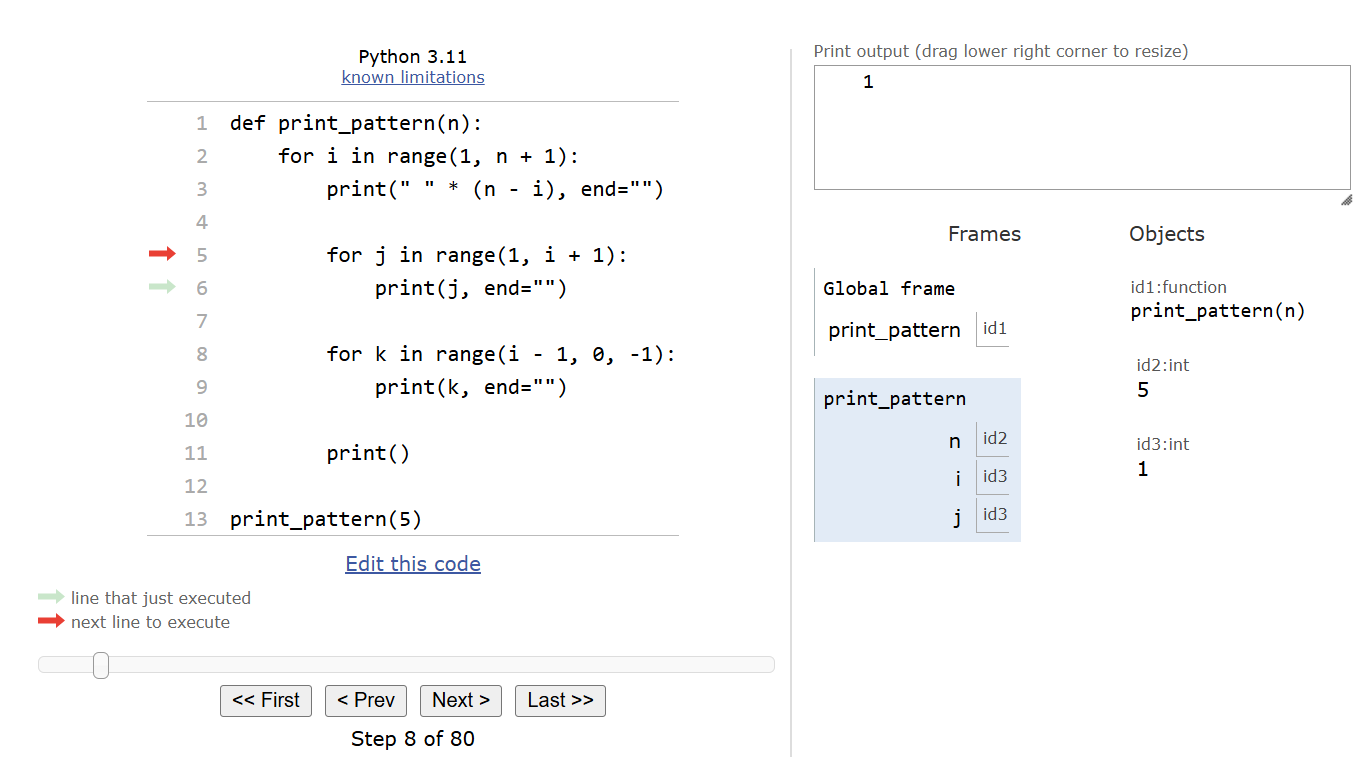 Python 3.11
known limitations
1 def print_pattern(n):
2     for i in range(1, n + 1):
3         print(" " * (n - i), end="")
4
5         for j in range(1, i + 1):
6             print(j, end="")
7
8         for k in range(i - 1, 0, -1):
9             print(k, end="")
10
11         print()
12
13 print_pattern(5)
Edit this code
line that just executed
next line to execute
<< First < Prev Next > Last >>
Step 8 of 80
Print output (drag lower right corner to resize)
    1
Frames Objects
Global frame
print_pattern id1
print_pattern
n id2
i id3
j id3
id1:function
print_pattern(n)
id2:int
5
id3:int
1